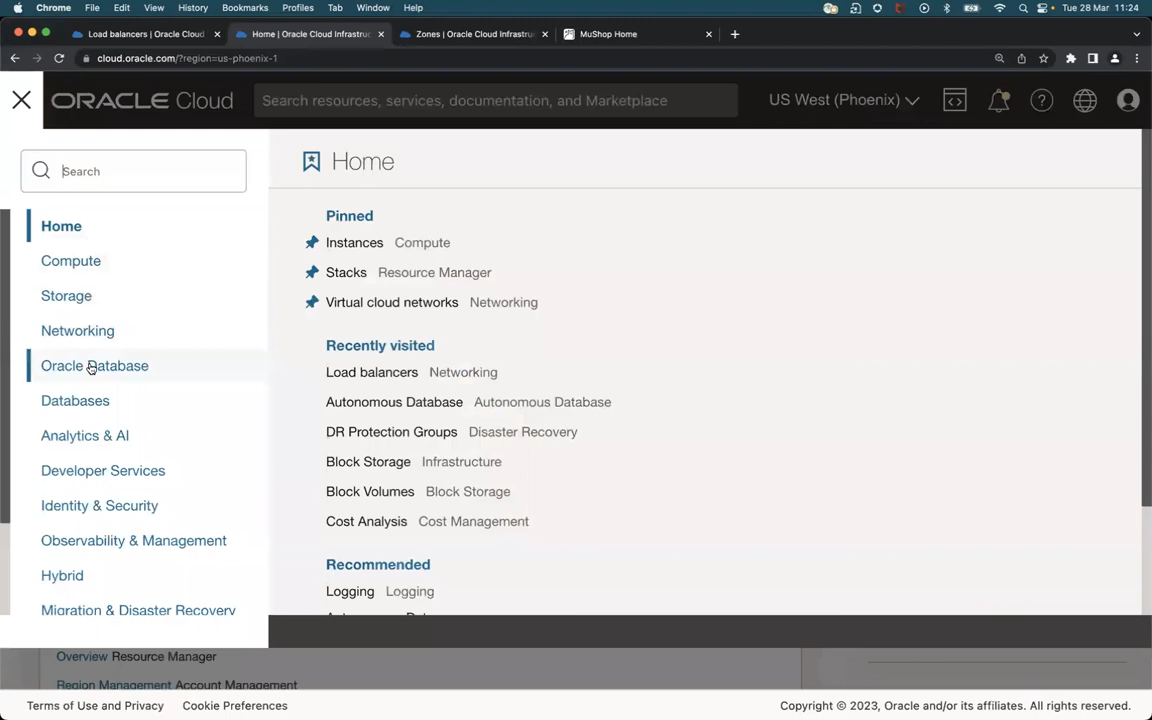 Chrome File Edit View History Bookmarks Profiles Tab Window Help Tue 28 Mar 11:24
Load balancers | Oracle Cloud Home | Oracle Cloud Infrastruc Zones | Oracle Cloud Infrastru MuShop Home
cloud.oracle.com/?region=us-phoenix-1
ORACLE Cloud Search resources, services, documentation, and Marketplace US West (Phoenix)
Search
Home
Compute
Storage
Networking
Oracle Database
Databases
Analytics & AI
Developer Services
Identity & Security
Observability & Management
Hybrid
Migration & Disaster Recovery
Home
Pinned
Instances Compute
Stacks Resource Manager
Virtual cloud networks Networking
Recently visited
Load balancers Networking
Autonomous Database Autonomous Database
DR Protection Groups Disaster Recovery
Block Storage Infrastructure
Block Volumes Block Storage
Cost Analysis Cost Management
Recommended
Logging Logging
Overview Resource Manager
Region Management Account Management
Terms of Use and Privacy Cookie Preferences Copyright © 2023, Oracle and/or its affiliates. All rights reserved.